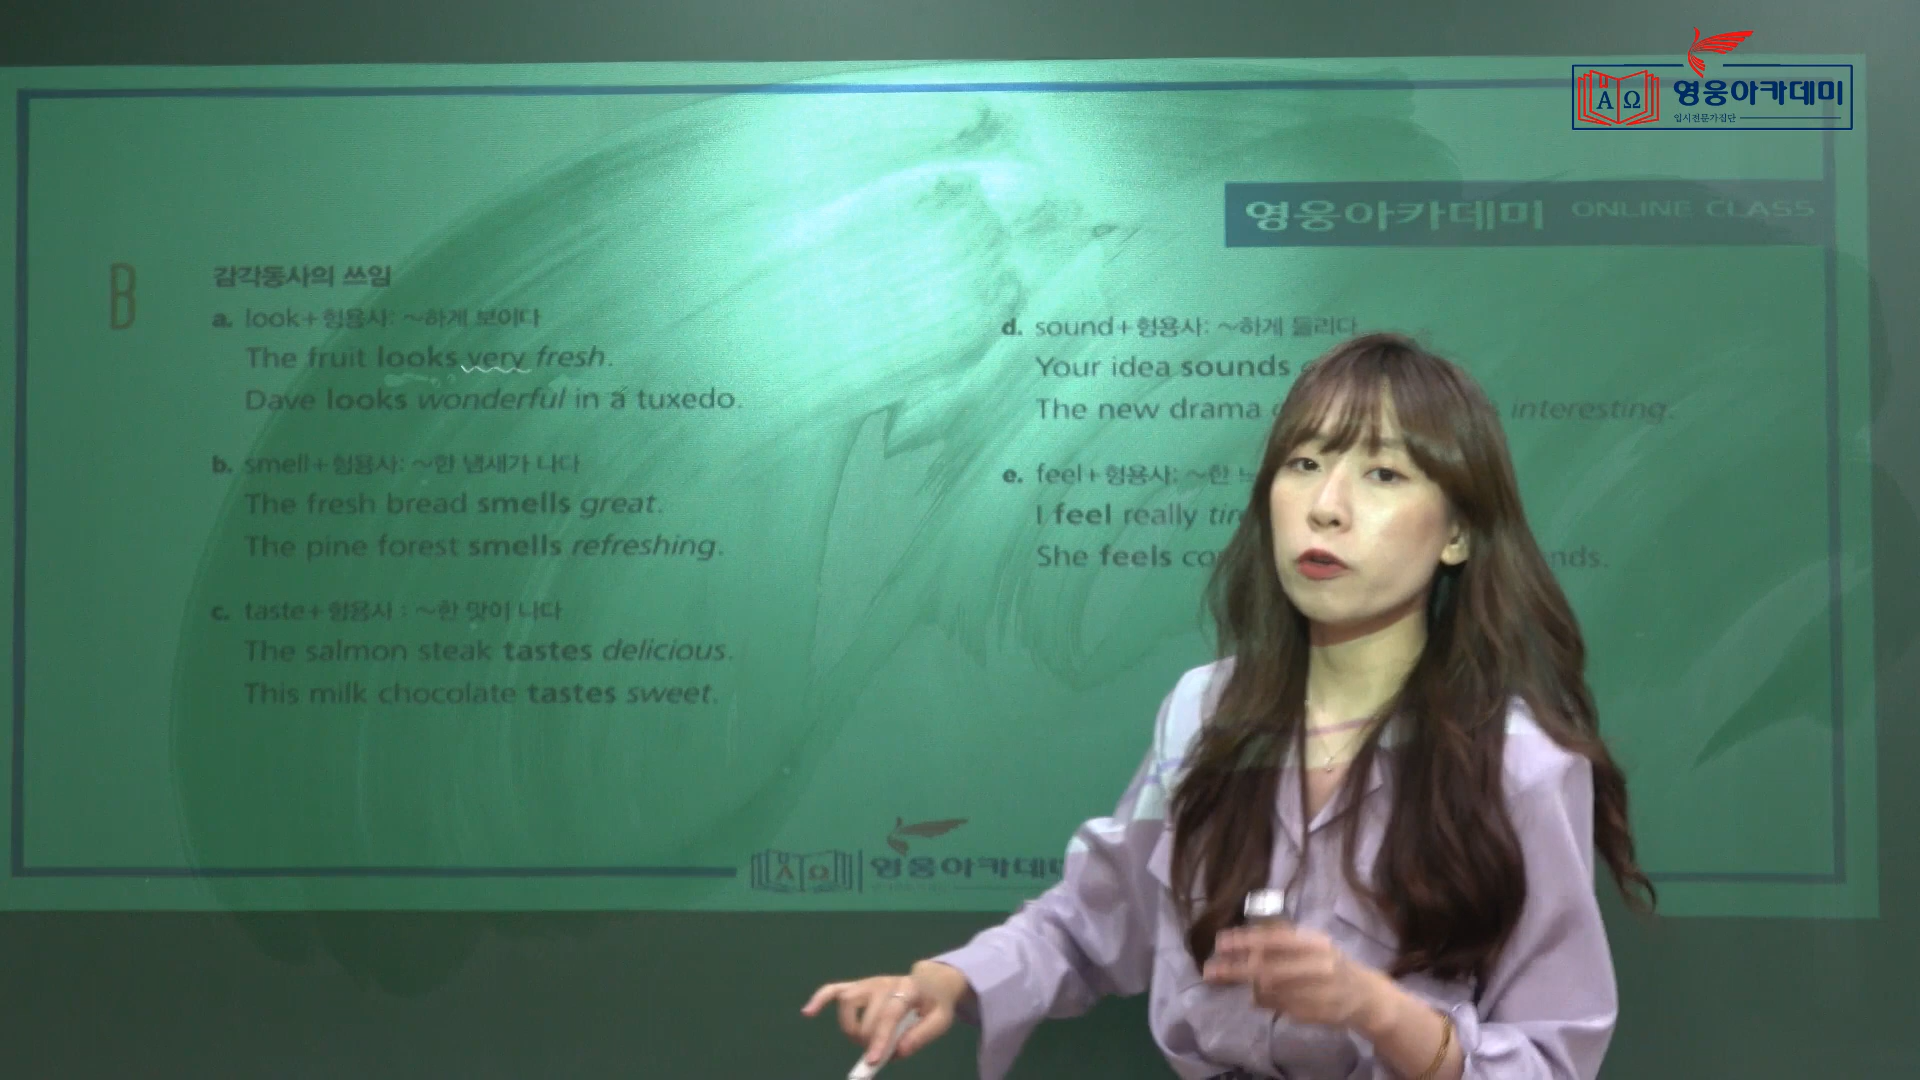 영웅아카데미
입시전문가집단
영웅아카데미 ONLINE CLASS
B
감각동사의 쓰임
a. look+형용사: ~하게 보이다
The fruit looks very fresh.
Dave looks wonderful in a tuxedo.
b. smell+형용사: ~한 냄새가 나다
The fresh bread smells great.
The pine forest smells refreshing.
c. taste+형용사 : ~한 맛이 나다
The salmon steak tastes delicious.
This milk chocolate tastes sweet.
d. sound+형용사: ~하게 들리다
Your idea sounds
The new drama interesting.
e. feel+형용사: ~한
I feel really
She feels
영웅아카데미